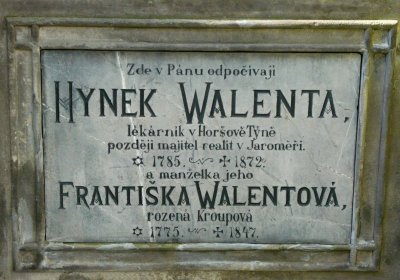 Zde v Pánu odpočívají
HYNEK WALENTA,
lékárník v Horšově Týně
později majitel realit v Jaroměři.
✡ 1785. ✢ 1872.
a manželka jeho
FRANTIŠKA WALENTOVÁ,
rozená Kroupová
✡ 1775. ✢ 1847.